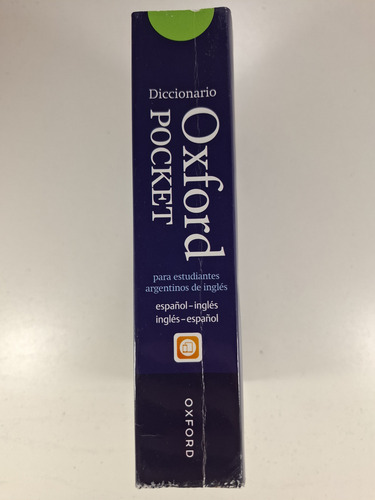 Diccionario
Oxford
POCKET
para estudiantes
argentinos de inglés
español–inglés
inglés–español
OXFORD